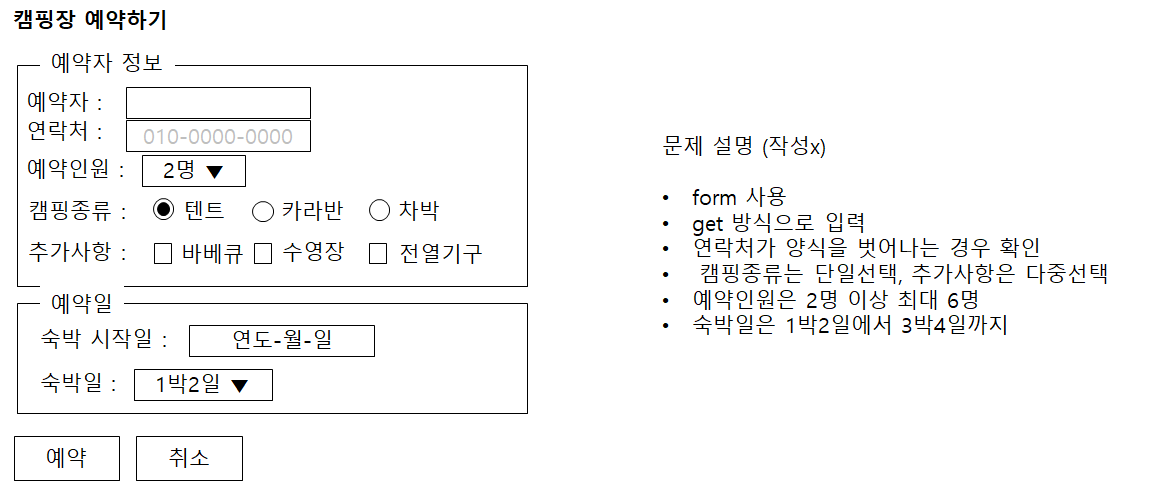 캠핑장 예약하기
예약자 정보
예약자 :
연락처 : 010-0000-0000
예약인원 : 2명 ▼
캠핑종류 : 텐트 카라반 차박
추가사항 : 바베큐 수영장 전열기구
예약일
숙박 시작일 : 연도-월-일
숙박일 : 1박2일 ▼
예약 취소
문제 설명 (작성x)
• form 사용
• get 방식으로 입력
• 연락처가 양식을 벗어나는 경우 확인
• 캠핑종류는 단일선택, 추가사항은 다중선택
• 예약인원은 2명 이상 최대 6명
• 숙박일은 1박2일에서 3박4일까지